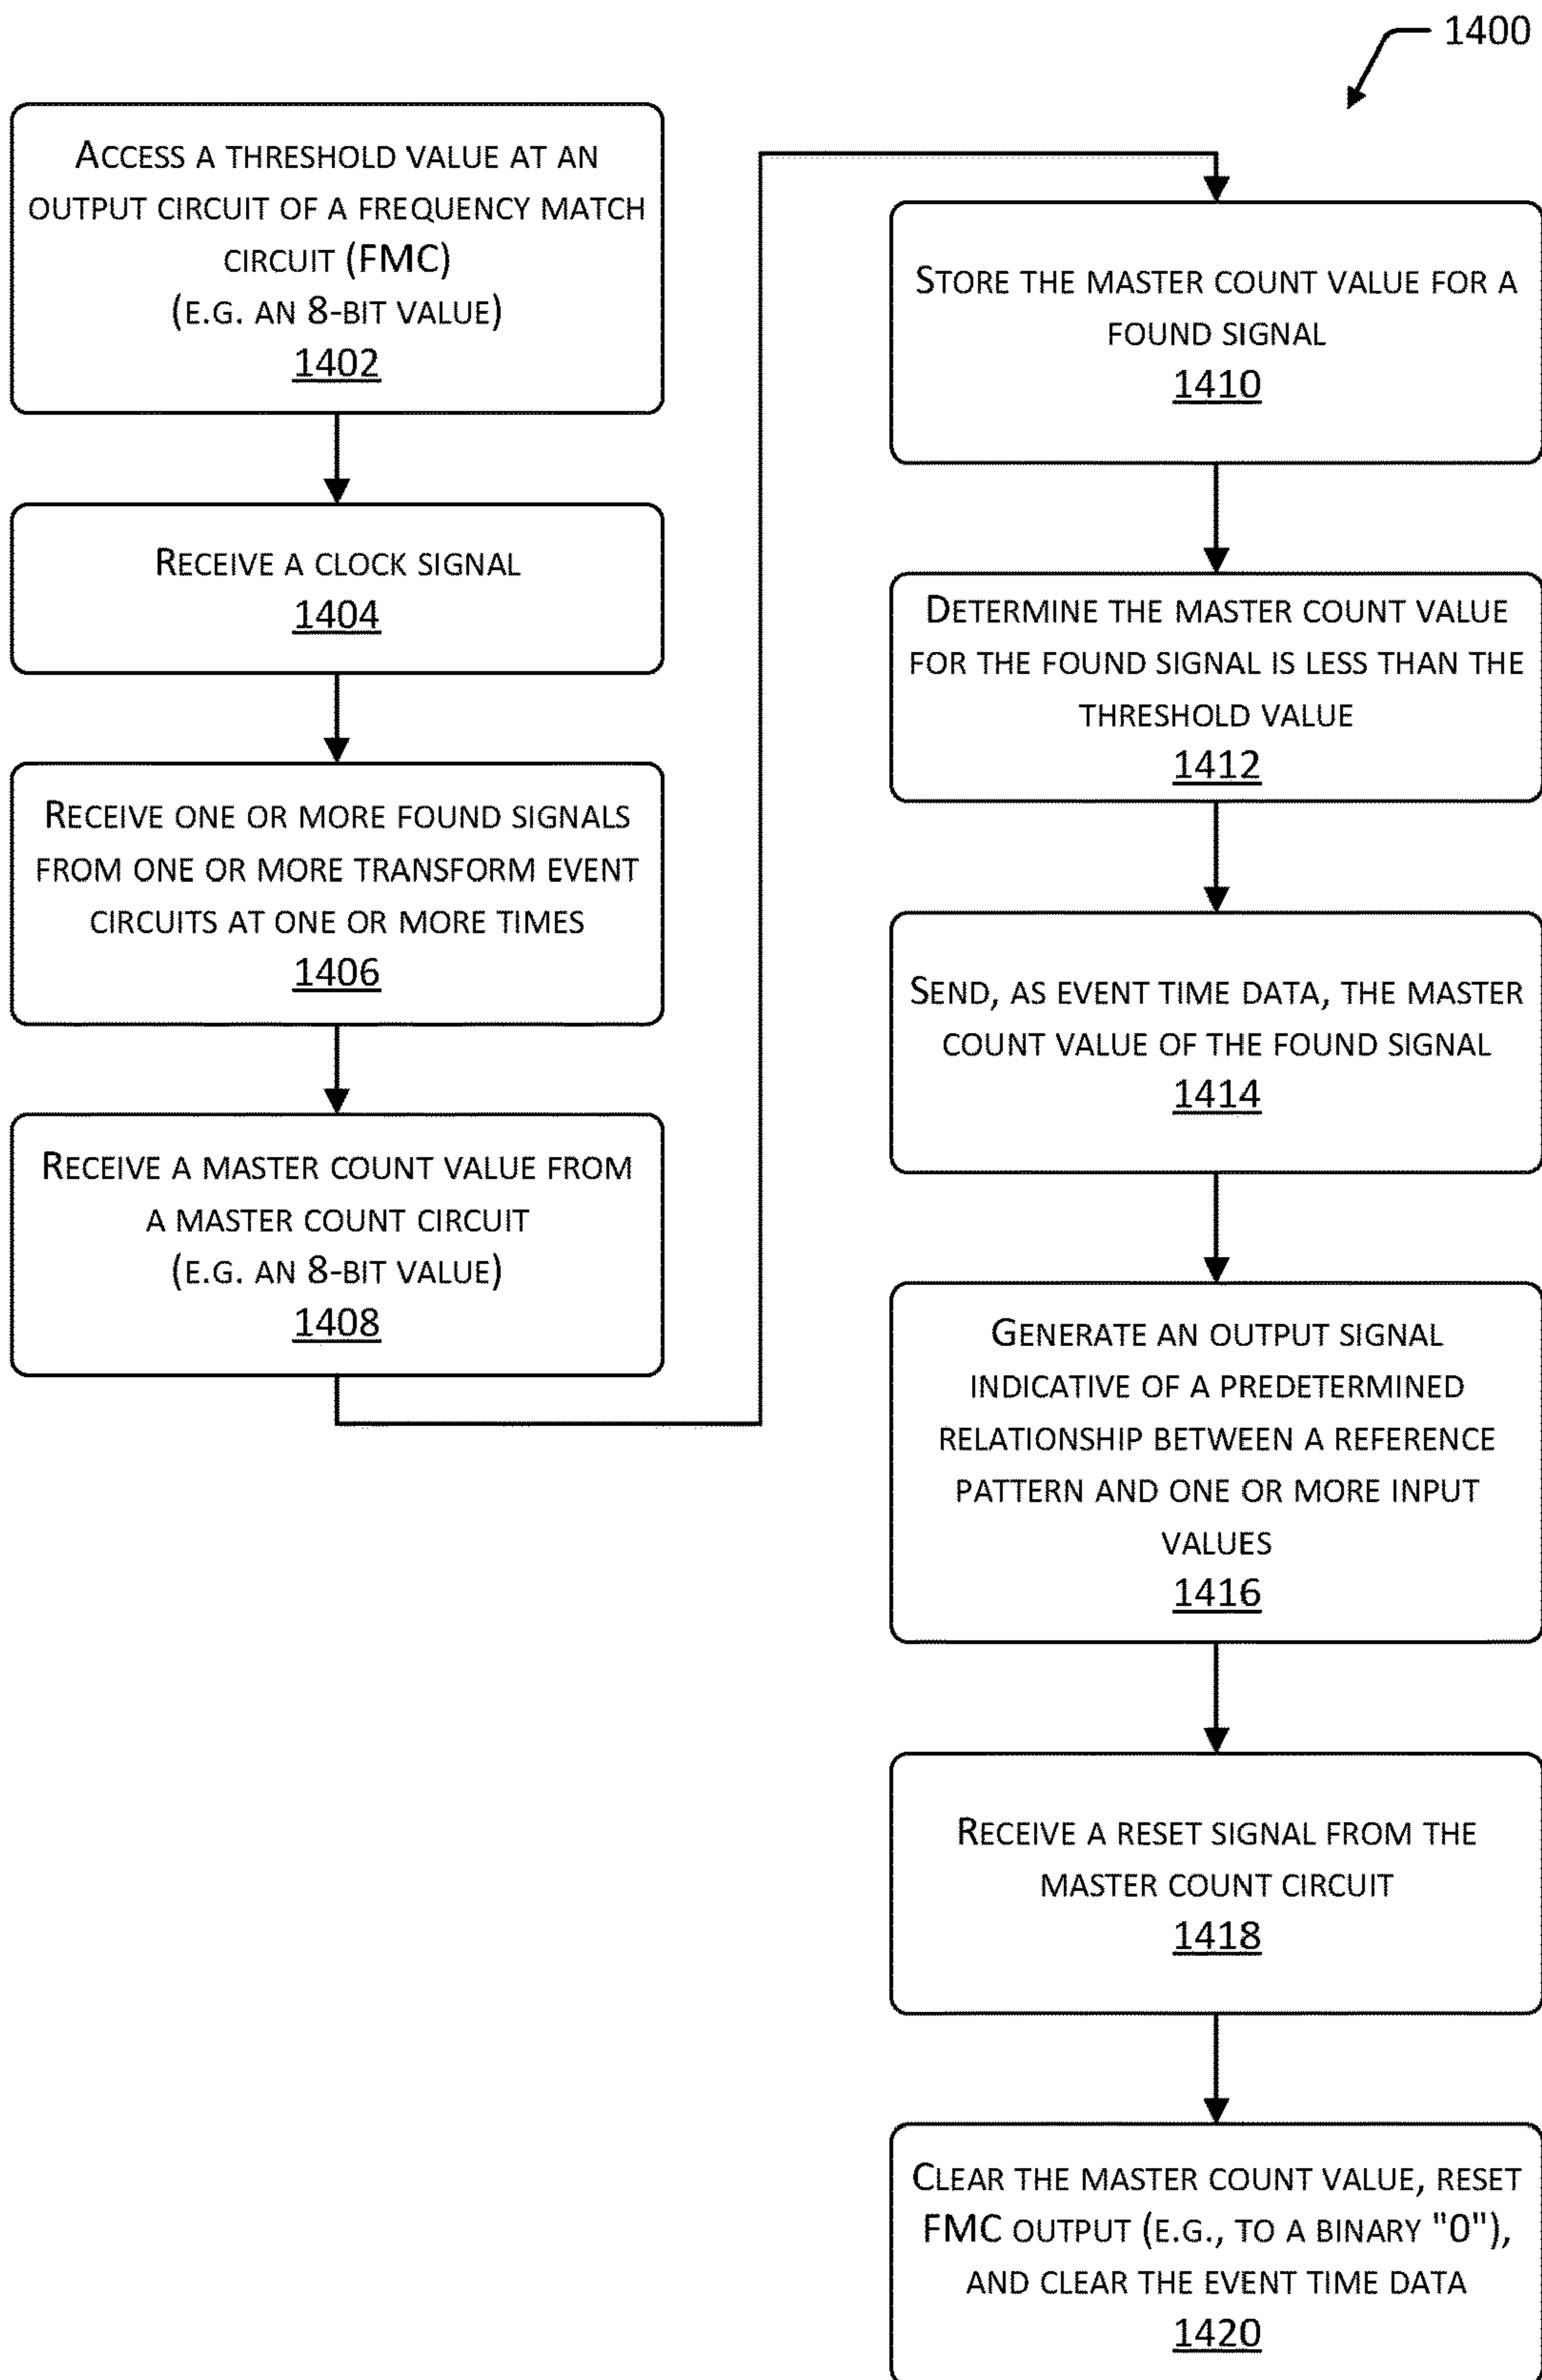 1400
ACCESS A THRESHOLD VALUE AT AN
OUTPUT CIRCUIT OF A FREQUENCY MATCH
CIRCUIT (FMC)
(E.G. AN 8-BIT VALUE)
1402
RECEIVE A CLOCK SIGNAL
1404
RECEIVE ONE OR MORE FOUND SIGNALS
FROM ONE OR MORE TRANSFORM EVENT
CIRCUITS AT ONE OR MORE TIMES
1406
RECEIVE A MASTER COUNT VALUE FROM
A MASTER COUNT CIRCUIT
(E.G. AN 8-BIT VALUE)
1408
STORE THE MASTER COUNT VALUE FOR A
FOUND SIGNAL
1410
DETERMINE THE MASTER COUNT VALUE
FOR THE FOUND SIGNAL IS LESS THAN THE
THRESHOLD VALUE
1412
SEND, AS EVENT TIME DATA, THE MASTER
COUNT VALUE OF THE FOUND SIGNAL
1414
GENERATE AN OUTPUT SIGNAL
INDICATIVE OF A PREDETERMINED
RELATIONSHIP BETWEEN A REFERENCE
PATTERN AND ONE OR MORE INPUT
VALUES
1416
RECEIVE A RESET SIGNAL FROM THE
MASTER COUNT CIRCUIT
1418
CLEAR THE MASTER COUNT VALUE, RESET
FMC OUTPUT (E.G., TO A BINARY "0"),
AND CLEAR THE EVENT TIME DATA
1420